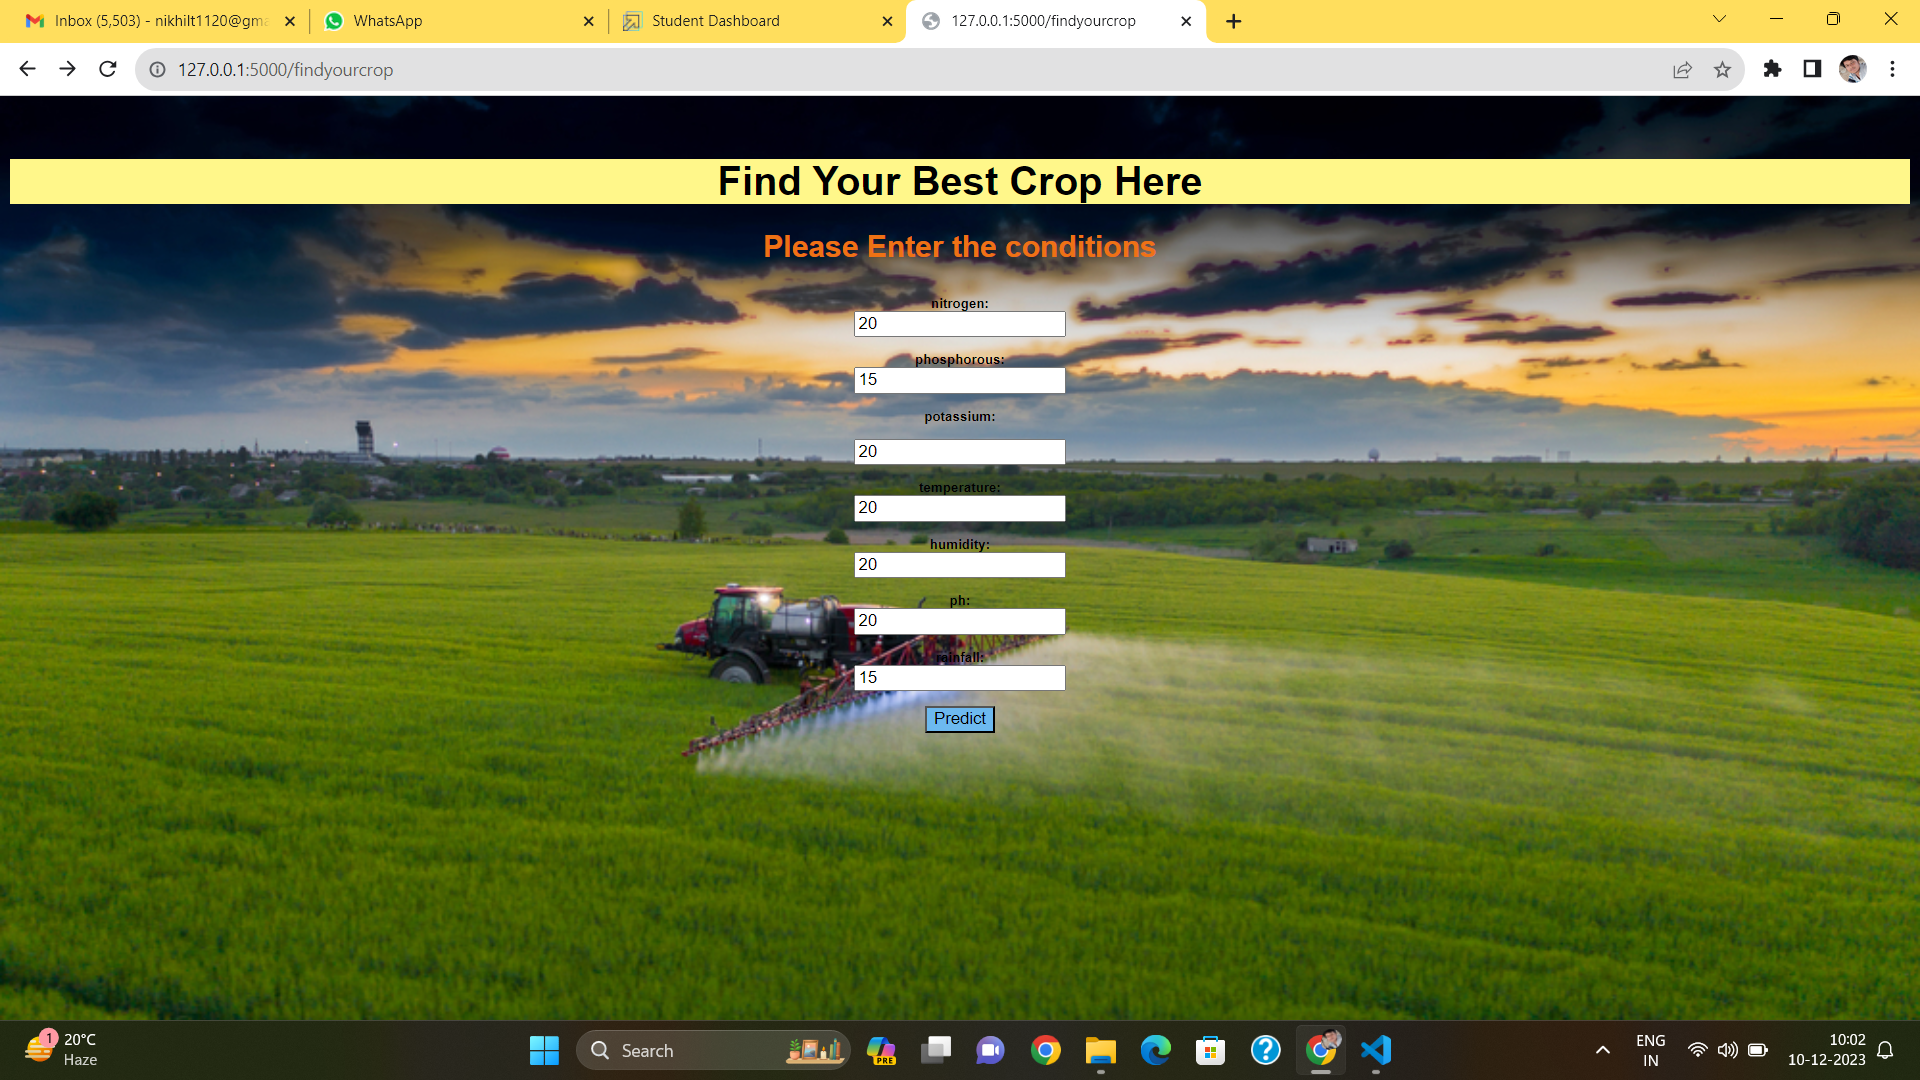 Inbox (5,503) - nikhilt1120@gma
WhatsApp
Student Dashboard
127.0.0.1:5000/findyourcrop
127.0.0.1:5000/findyourcrop
Find Your Best Crop Here
Please Enter the conditions
nitrogen:
20
phosphorous:
15
potassium:
20
temperature:
20
humidity:
20
ph:
20
rainfall:
15
Predict
1
20°C
Haze
Search
PRE
ENG
IN
10:02
10-12-2023